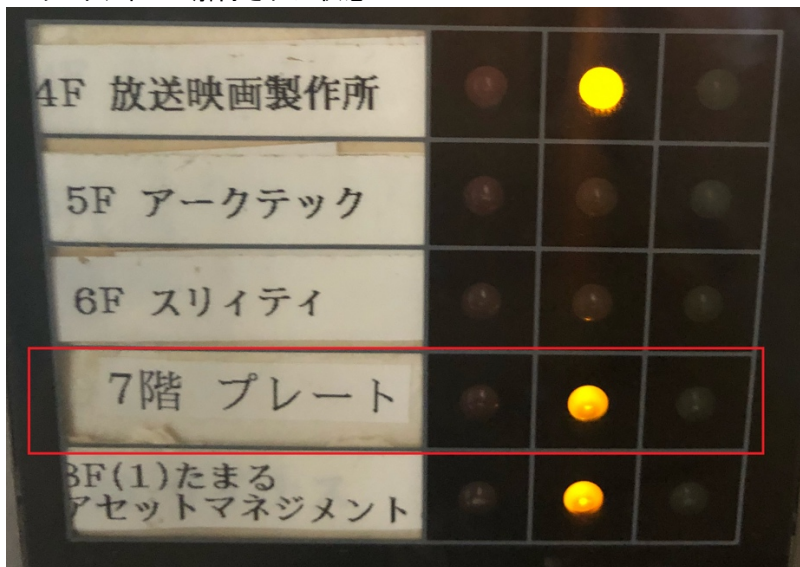 4F 放送映画製作所
5F アークテック
6F スリィティ
7階 プレート
8F(1)たまる
アセットマネジメント